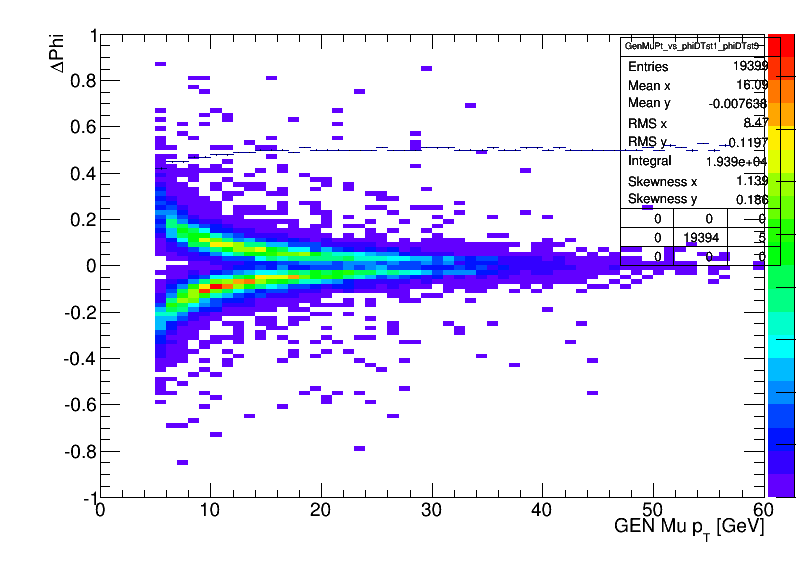 ΔPhi
GenMuPt_vs_phiDTst1_phiDTst3
Entries 19399
Mean x 16.09
Mean y -0.007638
RMS x 8.47
RMS y 0.1197
Integral 1.939e+04
Skewness x 1.139
Skewness y 0.186
0 0 0
0 19394 5
0 0 0
1
0.8
0.6
0.4
0.2
0
-0.2
-0.4
-0.6
-0.8
-1
0 10 20 30 40 50 60
GEN Mu p_T [GeV]